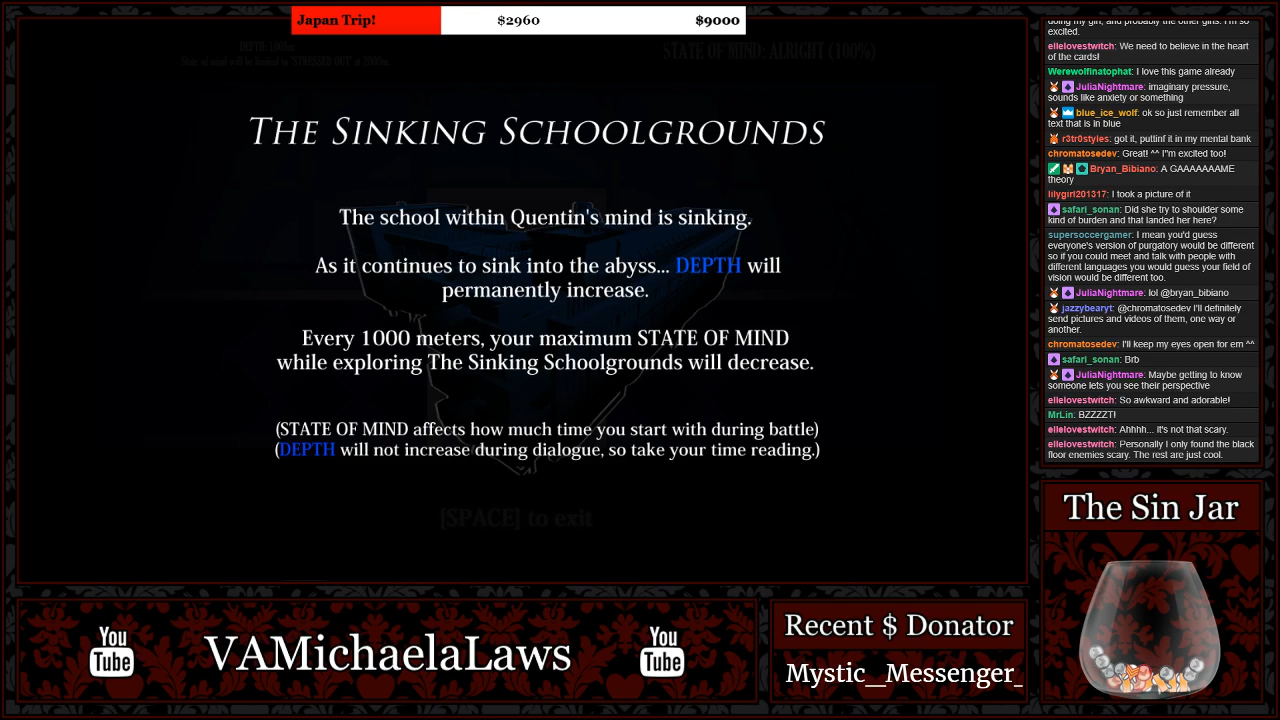 Japan Trip! $2960 $9000
STATE OF MIND: ALRIGHT (100%)
THE SINKING SCHOOLGROUNDS
The school within Quentin's mind is sinking.
As it continues to sink into the abyss... DEPTH will
permanently increase.
Every 1000 meters, your maximum STATE OF MIND
while exploring The Sinking Schoolgrounds will decrease.
(STATE OF MIND affects how much time you start with during battle)
(DEPTH will not increase during dialogue, so take your time reading.)
[SPACE] to exit
doing my girl, and probably the other girls. I'm so
excited.
ellelovestwitch: We need to believe in the heart
of the cards!
Werewolfinatophat: I love this game already
JuliaNightmare: imaginary pressure,
sounds like anxiety or something
blue_ice_wolf: ok so just remember all
text that is in blue
r3tr0styles: got it, puttinf it in my mental bank
chromatosedev: Great! ^^ I"m excited too!
Bryan_Bibiano: A GAAAAAAAME
theory
lilygirl201317: I took a picture of it
safari_sonan: Did she try to shoulder some
kind of burden and that landed her here?
supersoccergamer: I mean you'd guess
everyone's version of purgatory would be different
so if you could meet and talk with people with
different languages you would guess your field of
vision would be different too.
JuliaNightmare: lol @bryan_bibiano
jazzybearyt: @chromatosedev I'll definitely
send pictures and videos of them, one way or
another.
chromatosedev: I'll keep my eyes open for em ^^
safari_sonan: Brb
JuliaNightmare: Maybe getting to know
someone lets you see their perspective
ellelovestwitch: So awkward and adorable!
MrLin: BZZZZT!
ellelovestwitch: Ahhhh... It's not that scary.
ellelovestwitch: Personally I only found the black
floor enemies scary. The rest are just cool.
The Sin Jar
You
Tube
VAMichaelaLaws
You
Tube
Recent $ Donator
Mystic__Messenger_